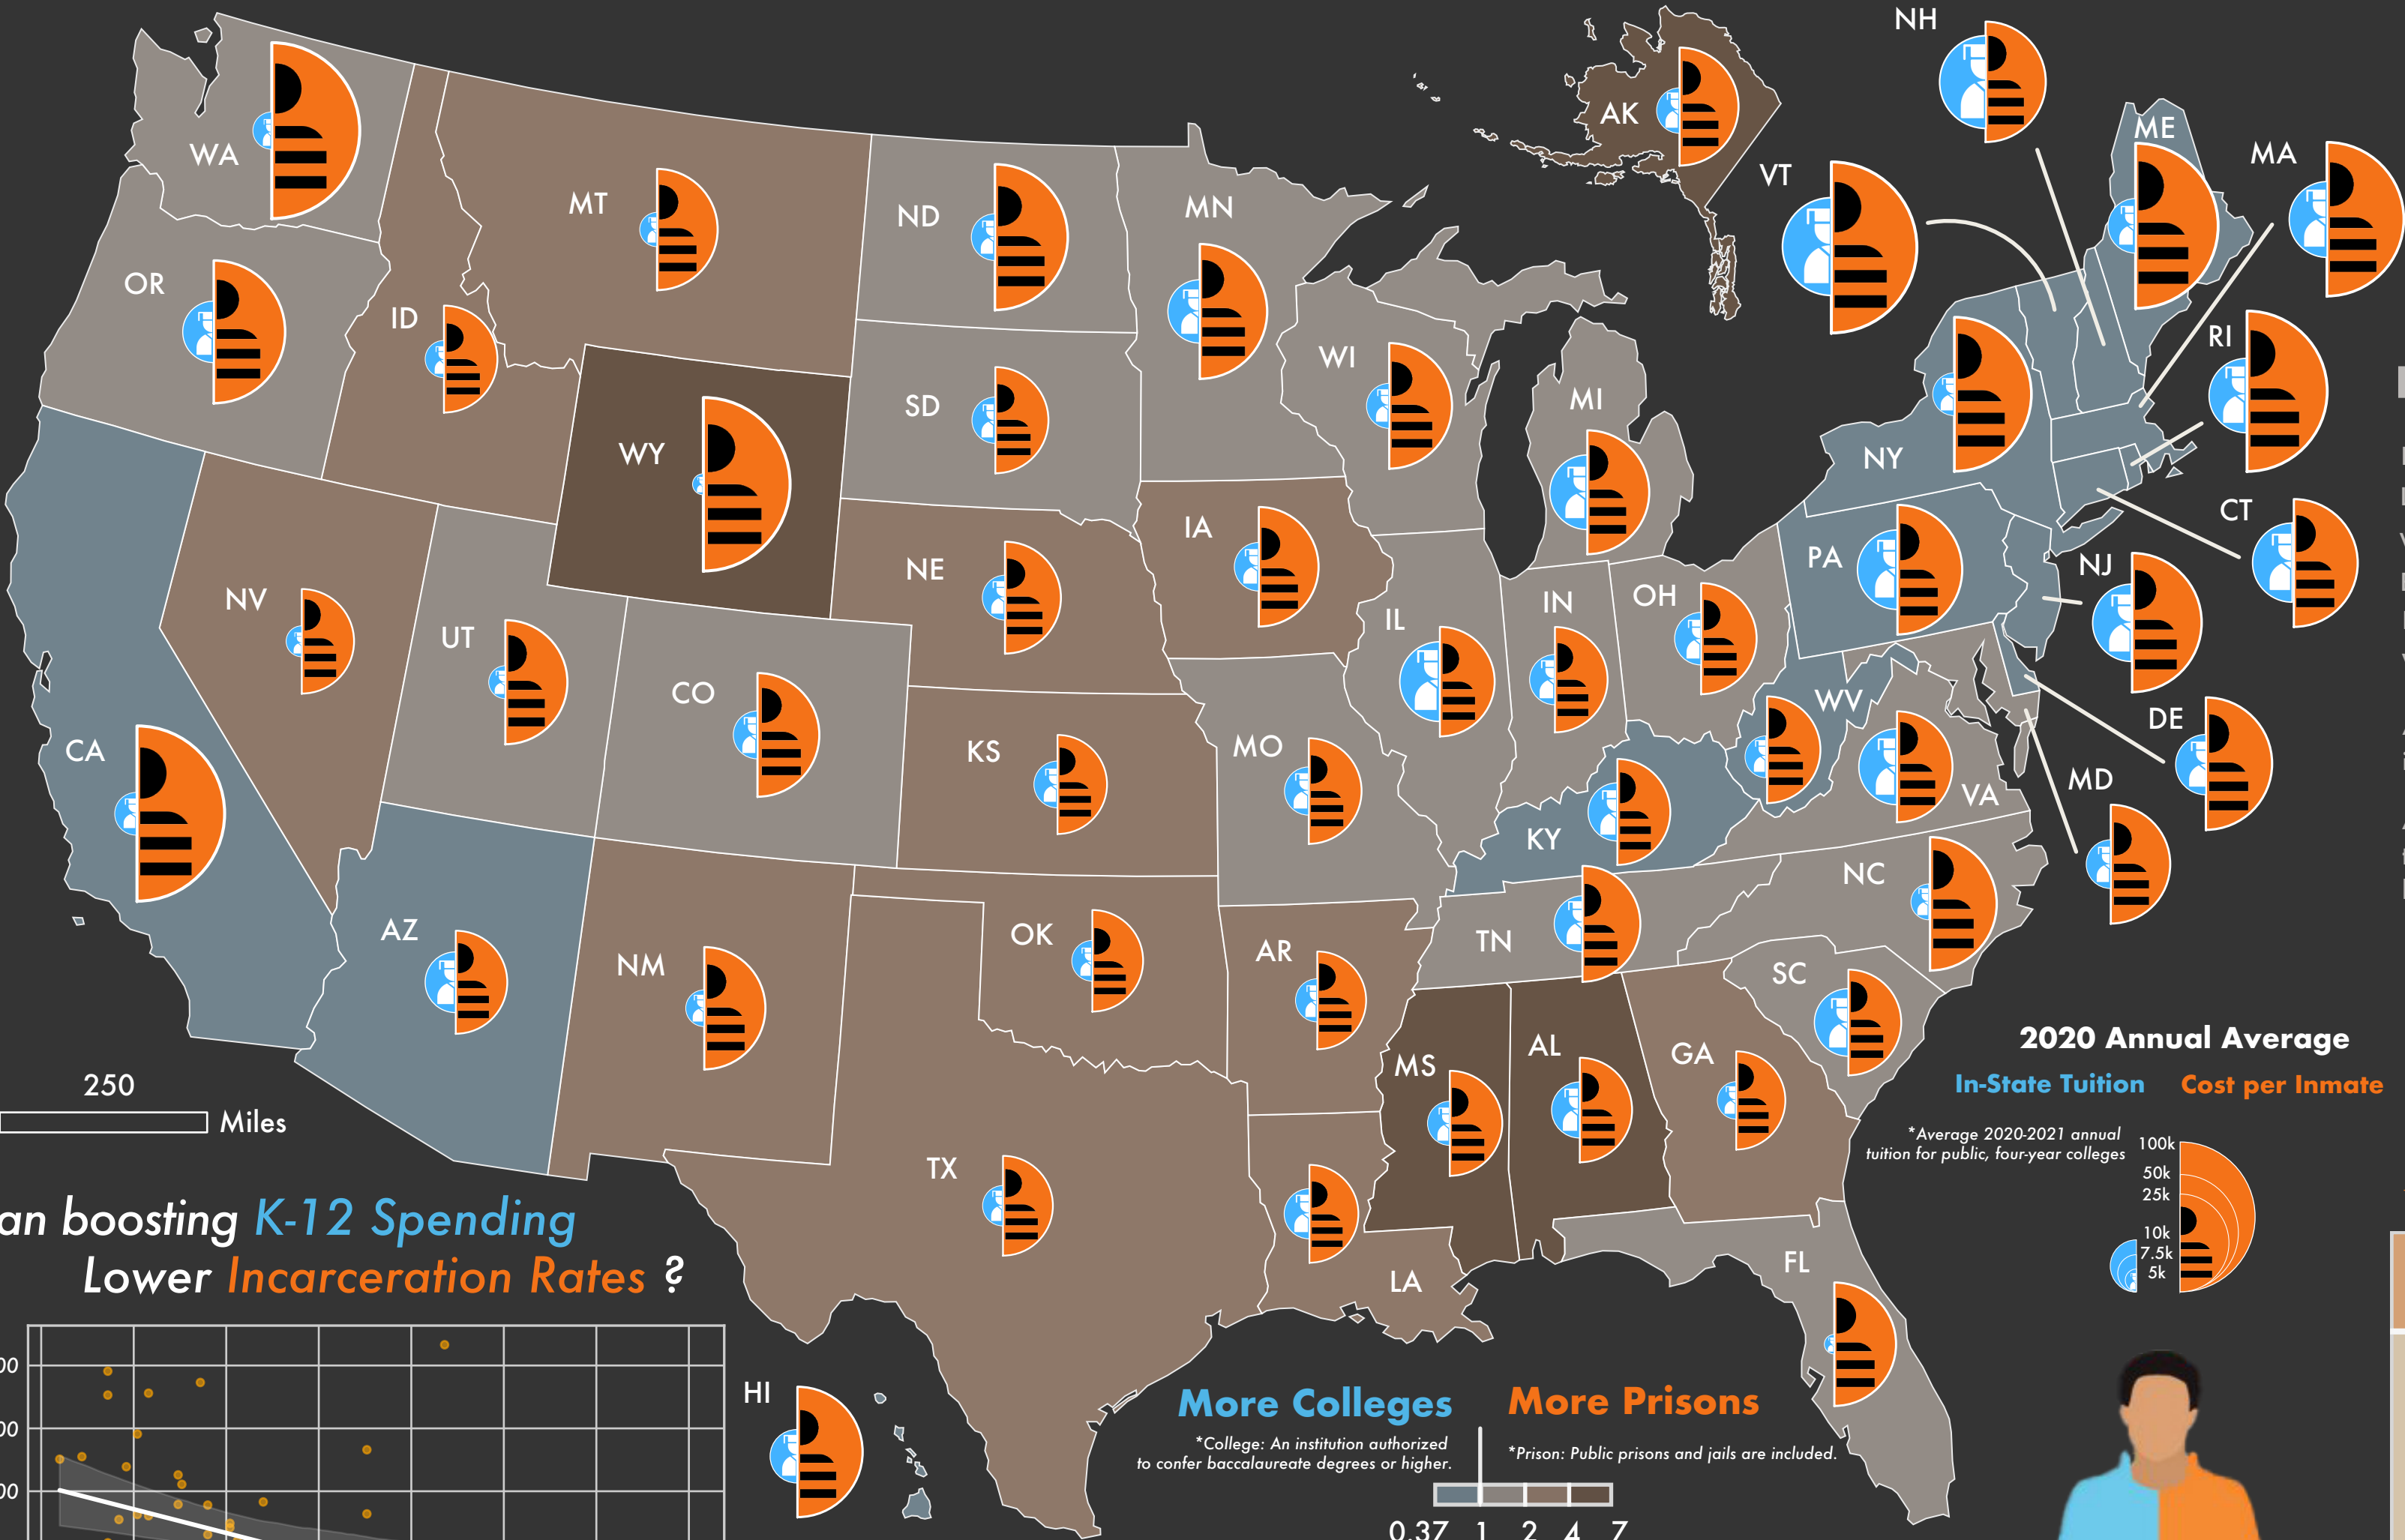 NH
ME
MA
AK
WA
VT
MT
ND
MN
OR
ID
RI
WI
MI
SD
WY
NY
CT
IA
NE
PA
NJ
NV
UT
IL
IN
OH
CO
WV
DE
CA
KS
MO
MD
VA
KY
NC
AZ
OK
AR
TN
NM
SC
2020 Annual Average
MS
AL
GA
In-State Tuition Cost per Inmate
250
Miles
*Average 2020-2021 annual
tuition for public, four-year colleges
100k
50k
25k
10k
7.5k
5k
TX
an boosting K-12 Spending
Lower Incarceration Rates ?
LA
FL
00
HI
More Colleges
More Prisons
*College: An institution authorized
to confer baccalaureate degrees or higher.
*Prison: Public prisons and jails are included.
00
00
0.37 1 2 4 7